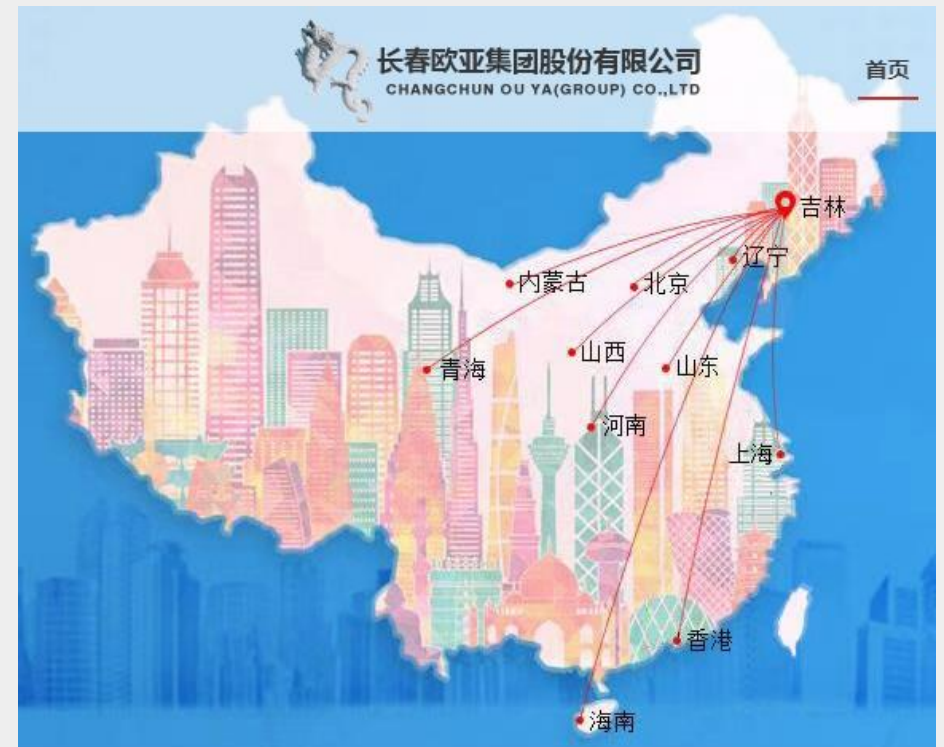 长春欧亚集团股份有限公司
CHANGCHUN OU YA(GROUP) CO.,LTD
首页
吉林
辽宁
内蒙古
北京
山西
青海
山东
河南
上海
香港
海南